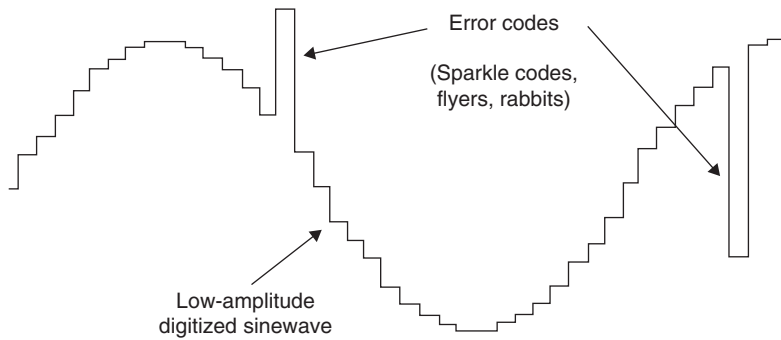 Error codes
(Sparkle codes,
flyers, rabbits)
Low-amplitude
digitized sinewave